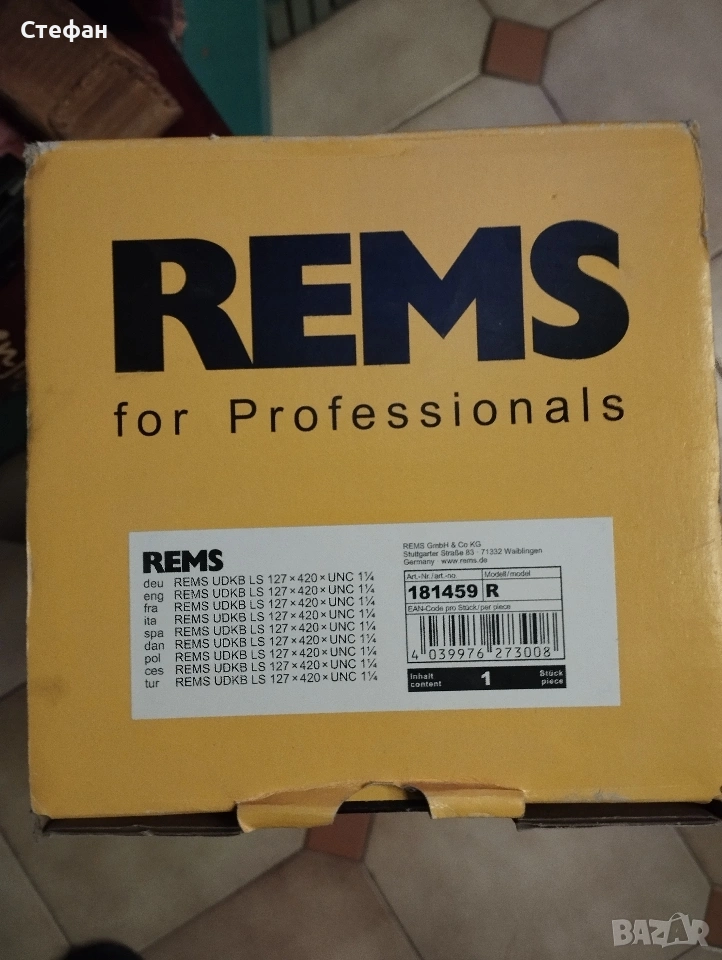 Стефан
REMS
for Professionals
REMS
deu REMS UDKB LS 127×420×UNC 1¼
eng REMS UDKB LS 127×420×UNC 1¼
fra REMS UDKB LS 127×420×UNC 1¼
ita REMS UDKB LS 127×420×UNC 1¼
spa REMS UDKB LS 127×420×UNC 1¼
dan REMS UDKB LS 127×420×UNC 1¼
pol REMS UDKB LS 127×420×UNC 1¼
ces REMS UDKB LS 127×420×UNC 1¼
tur REMS UDKB LS 127×420×UNC 1¼
REMS GmbH & Co KG
Stuttgarter Straße 83 · 71332 Waiblingen
Germany · www.rems.de
Art.-Nr./art.-no Modell/model
181459 R
EAN-Code pro Stück/per piece
4 039976 273008
Inhalt 1 Stück
content piece
BAZAR